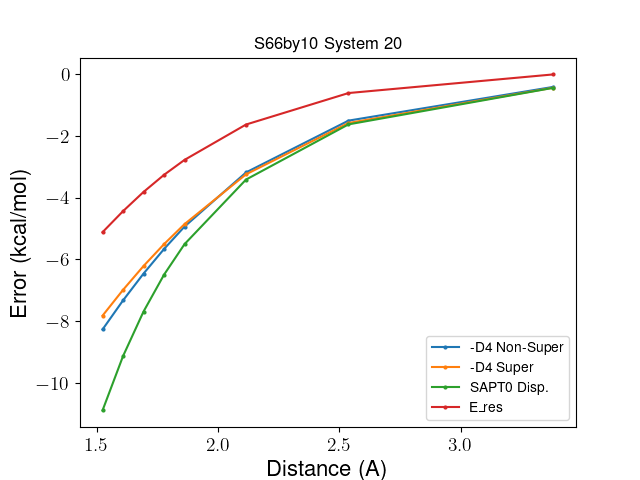 S66by10 System 20
Error (kcal/mol)
0
−2
−4
−6
−8
−10
1.5 2.0 2.5 3.0
Distance (A)
-D4 Non-Super
-D4 Super
SAPT0 Disp.
E_res